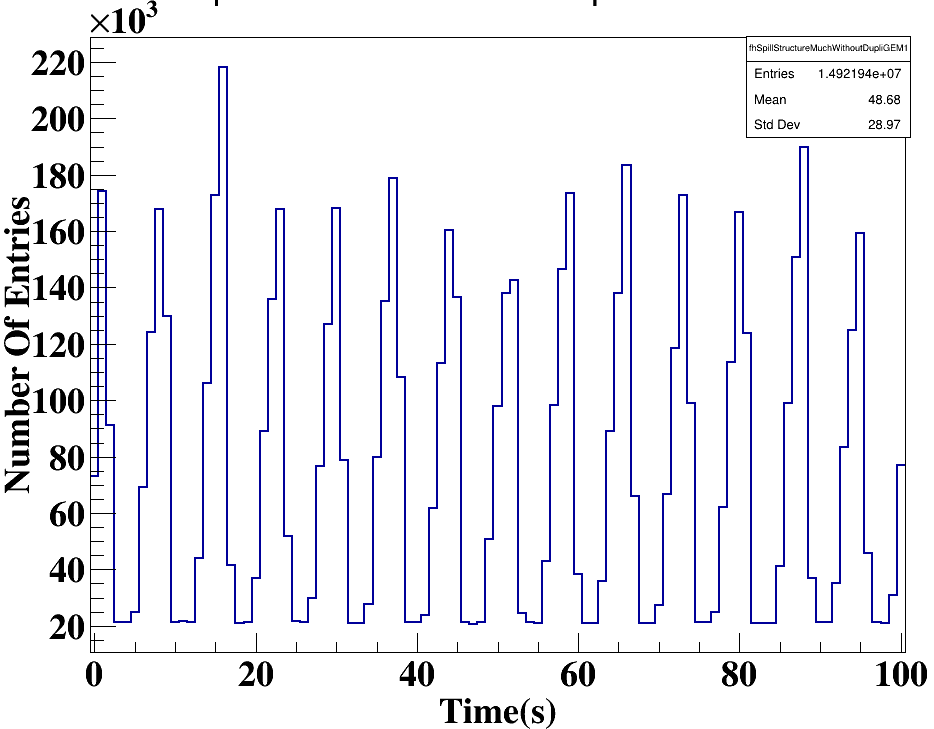 ×10³
fhSpillStructureMuchWithoutDupliGEM1
Entries 1.492194e+07
Mean 48.68
Std Dev 28.97
Number Of Entries
220
200
180
160
140
120
100
80
60
40
20
0 20 40 60 80 100
Time(s)